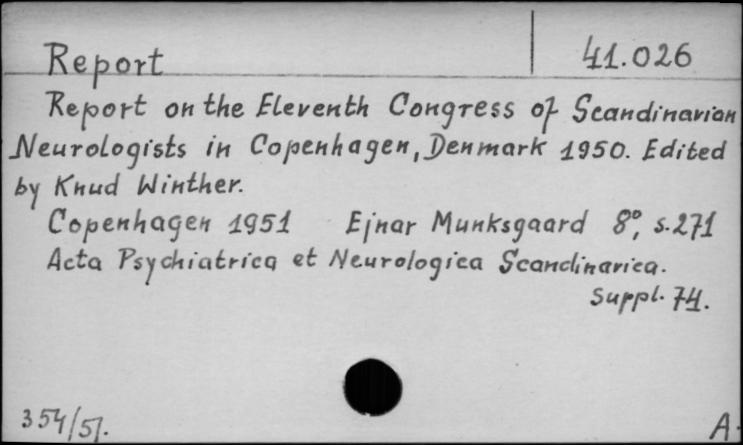 Report 41.026
Report on the Eleventh Congress of Scandinavian
Neurologists in Copenhagen, Denmark 1950. Edited
by Knud Winther.
Copenhagen 1951 Ejnar Munksgaard 8°, s.271
Acta Psychiatrica et Neurologica Scandinavica.
Suppl. 74.
354/51. A.